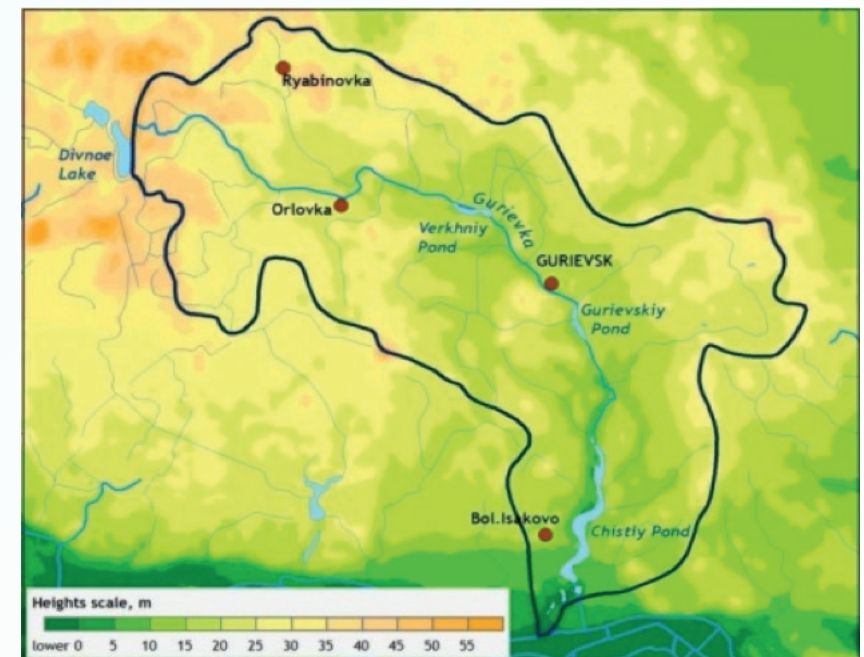 Ryabinovka
Divnoe
Lake
Orlovka
Gurievka
Verkhniy
Pond
GURIEVSK
Gurievskiy
Pond
Bol.Isakovo
Chistiy Pond
Heights scale, m
lower 0 5 10 15 20 25 30 35 40 45 50 55